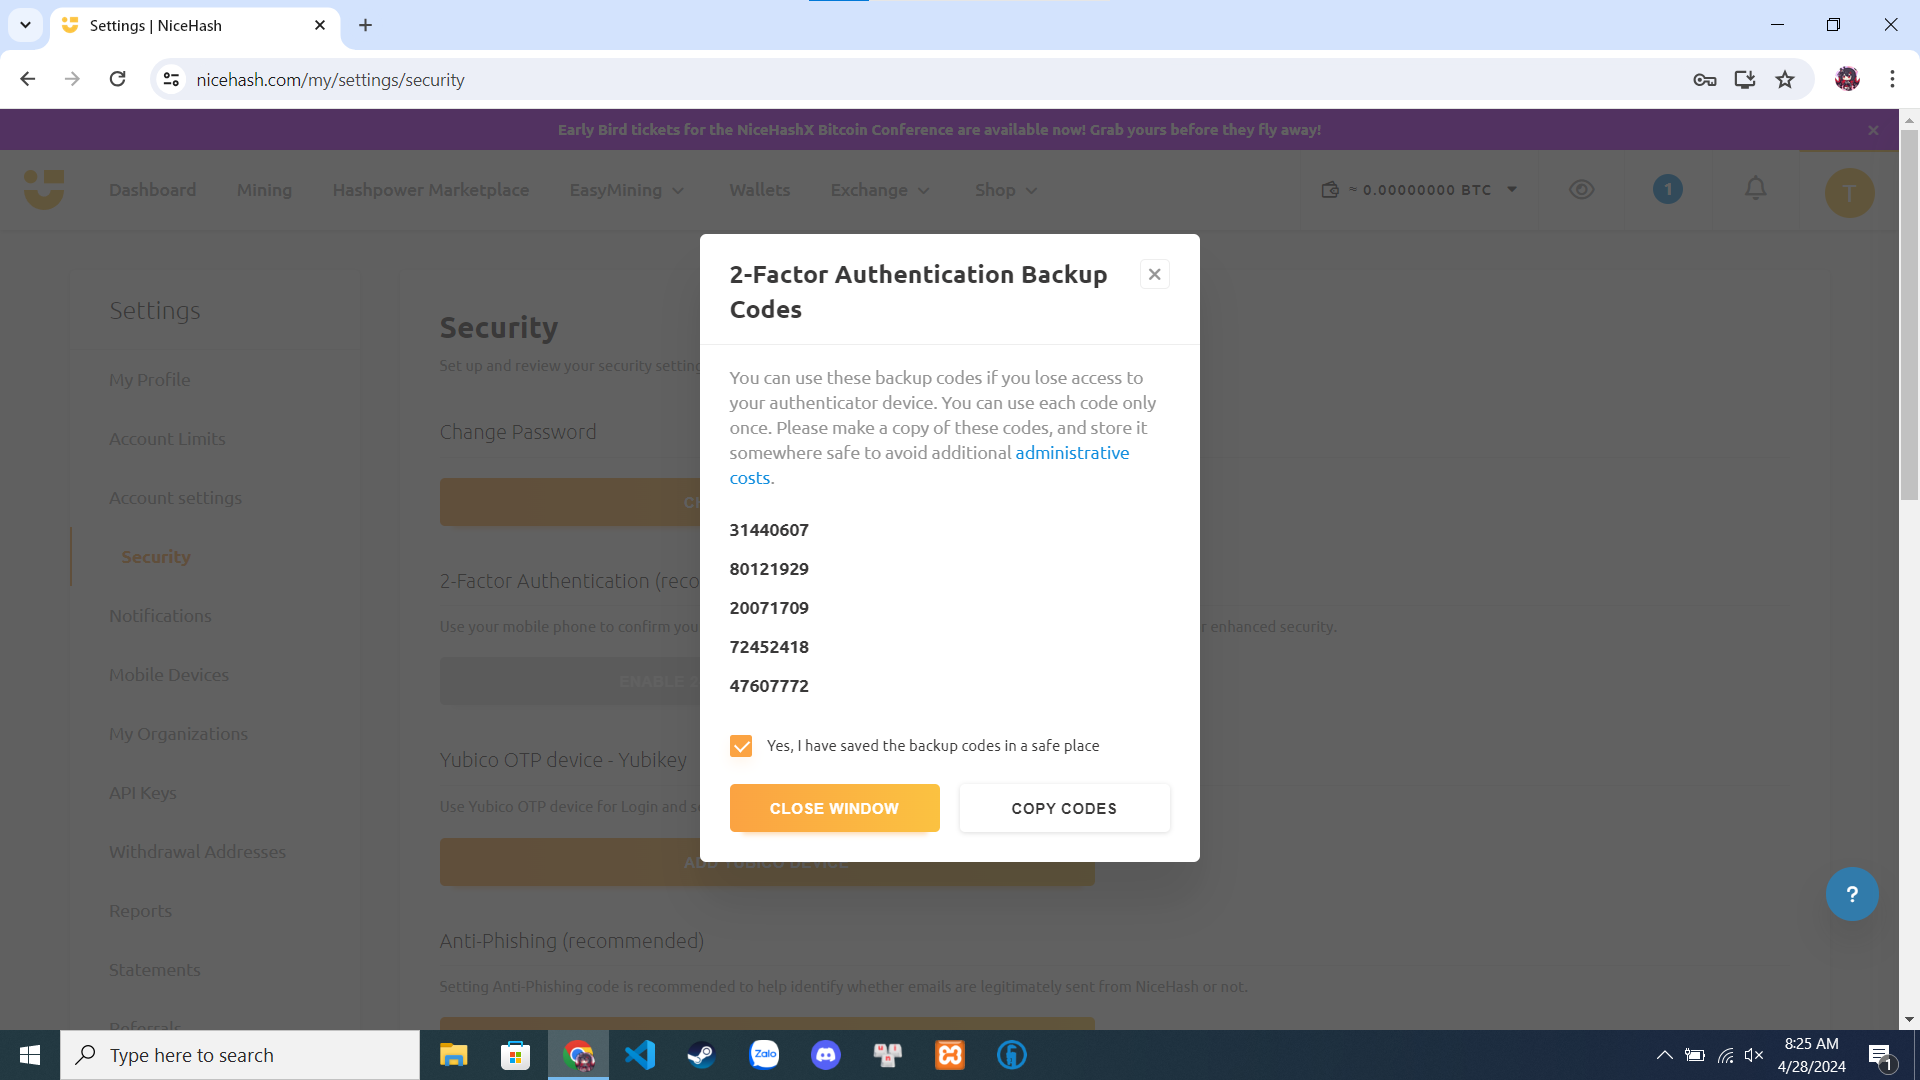 Settings | NiceHash
nicehash.com/my/settings/security
Early Bird tickets for the NiceHashX Bitcoin Conference are available now! Grab yours before they fly away!
Dashboard
Mining
Hashpower Marketplace
EasyMining
Wallets
Exchange
Shop
≈ 0.00000000 BTC
1
T
Settings
My Profile
Account Limits
Account settings
Security
Notifications
Mobile Devices
My Organizations
API Keys
Withdrawal Addresses
Reports
Statements
Referrals
Security
Set up and review your security
Change Password
2-Factor Authentication
Use your mobile phone to confirm
enhanced security.
ENABLE
Yubico OTP device - Yubikey
Use Yubico OTP device for Login and
ADD YUBICO DEVICE
Anti-Phishing (recommended)
Setting Anti-Phishing code is recommended to help identify whether emails are legitimately sent from NiceHash or not.
2-Factor Authentication Backup
Codes
You can use these backup codes if you lose access to
your authenticator device. You can use each code only
once. Please make a copy of these codes, and store it
somewhere safe to avoid additional administrative
costs.
31440607
80121929
20071709
72452418
47607772
Yes, I have saved the backup codes in a safe place
CLOSE WINDOW
COPY CODES
?
Type here to search
Zalo
8:25 AM
4/28/2024
1